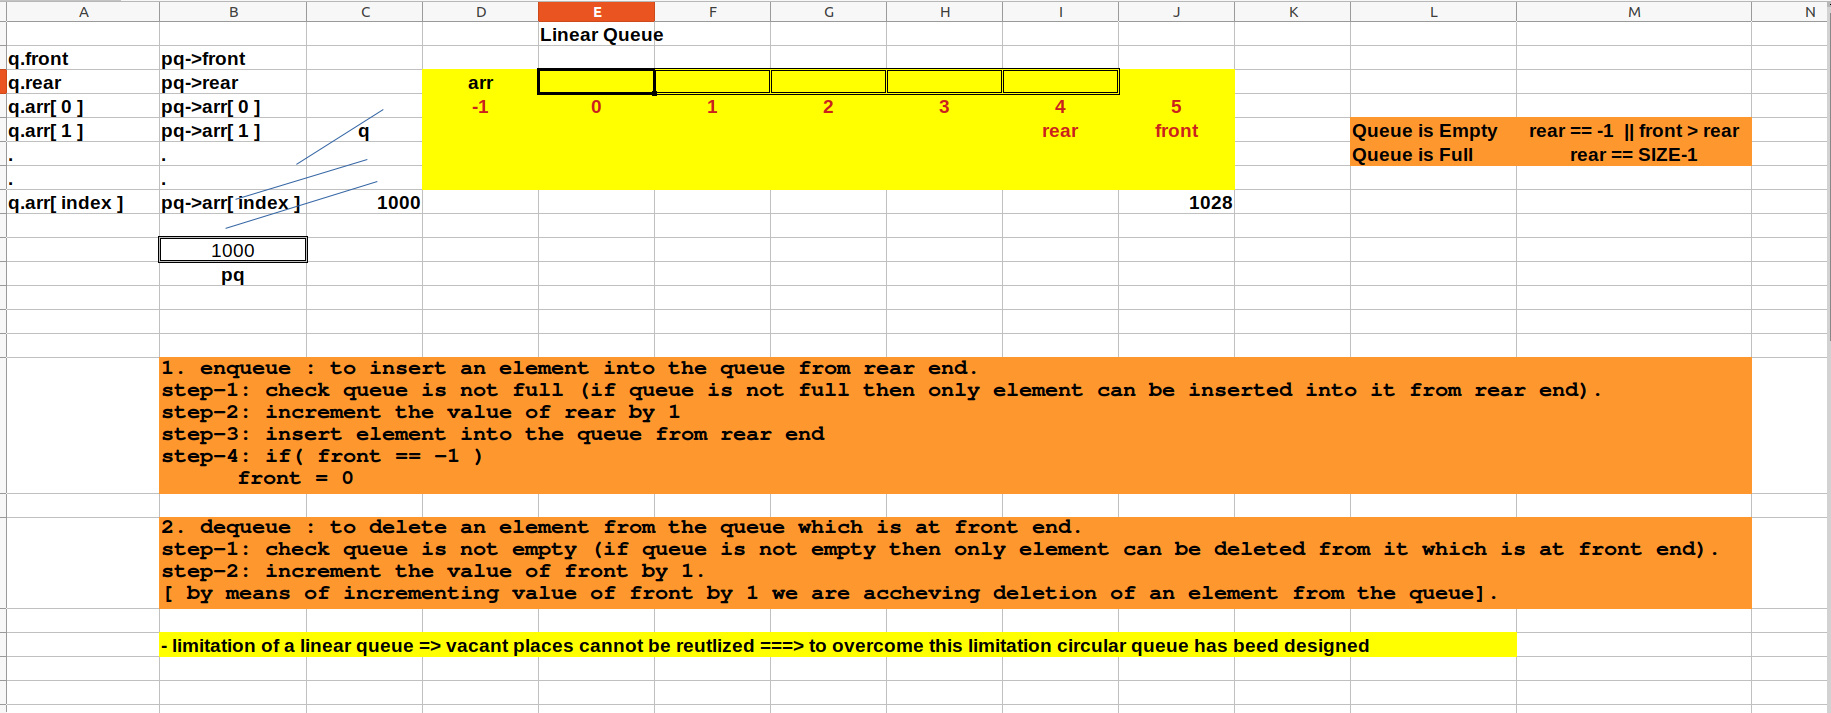 A B C D E F G H I J K L M N
Linear Queue
q.front pq->front
q.rear pq->rear arr
q.arr[ 0 ] pq->arr[ 0 ] -1 0 1 2 3 4 5
q.arr[ 1 ] pq->arr[ 1 ] q rear front Queue is Empty rear == -1 || front > rear
. . Queue is Full rear == SIZE-1
. .
q.arr[ index ] pq->arr[ index ] 1000 1028
1000
pq
1. enqueue : to insert an element into the queue from rear end.
step-1: check queue is not full (if queue is not full then only element can be inserted into it from rear end).
step-2: increment the value of rear by 1
step-3: insert element into the queue from rear end
step-4: if( front == -1 )
front = 0
2. dequeue : to delete an element from the queue which is at front end.
step-1: check queue is not empty (if queue is not empty then only element can be deleted from it which is at front end).
step-2: increment the value of front by 1.
[ by means of incrementing value of front by 1 we are accheving deletion of an element from the queue].
- limitation of a linear queue => vacant places cannot be reutlized ===> to overcome this limitation circular queue has beed designed